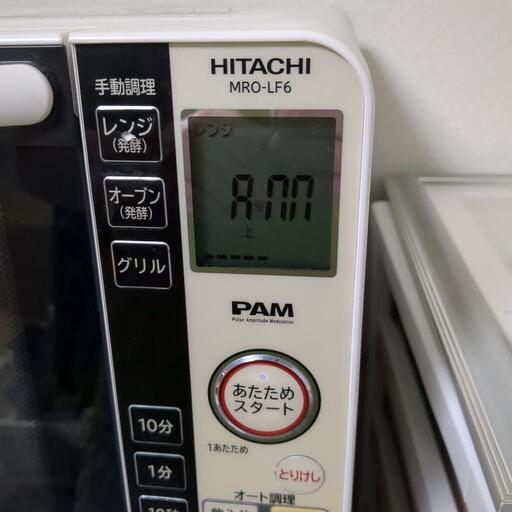 HITACHI
MRO-LF6
手動調理
レンジ
(発酵)
レンジ
上
オーブン
(発酵)
グリル
PAM
Pulse Amplitude Modulation
あたため
スタート
1あたため
10分
1分
とりけし
オート調理